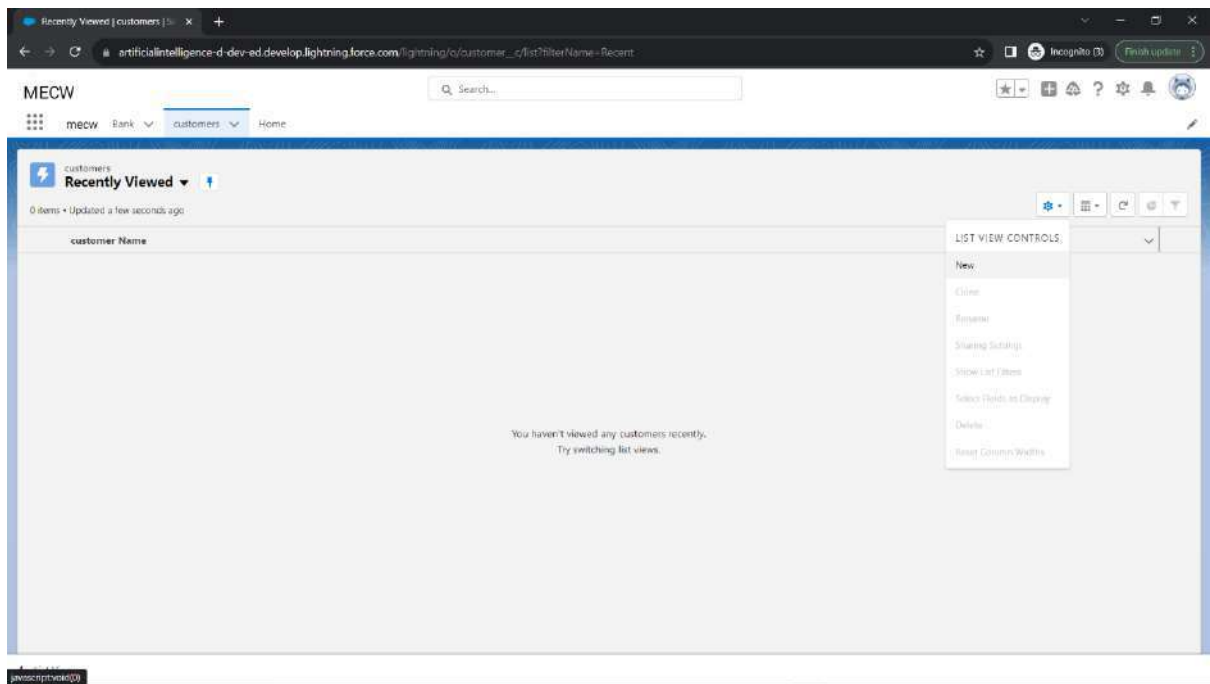 Recently Viewed | customers | S
artificialintelligence-d-dev-ed.develop.lightning.force.com/lightning/o/customer__c/list?filterName=Recent
Incognito (3)
Finish update
MECW
Search...
mecw Bank customers Home
customers
Recently Viewed
0 items • Updated a few seconds ago
customer Name
LIST VIEW CONTROLS
New
Clone
Rename
Sharing Settings
Show List Filters
Select Fields to Display
Delete
Reset Column Widths
You haven't viewed any customers recently.
Try switching list views.
javascript:void(0)